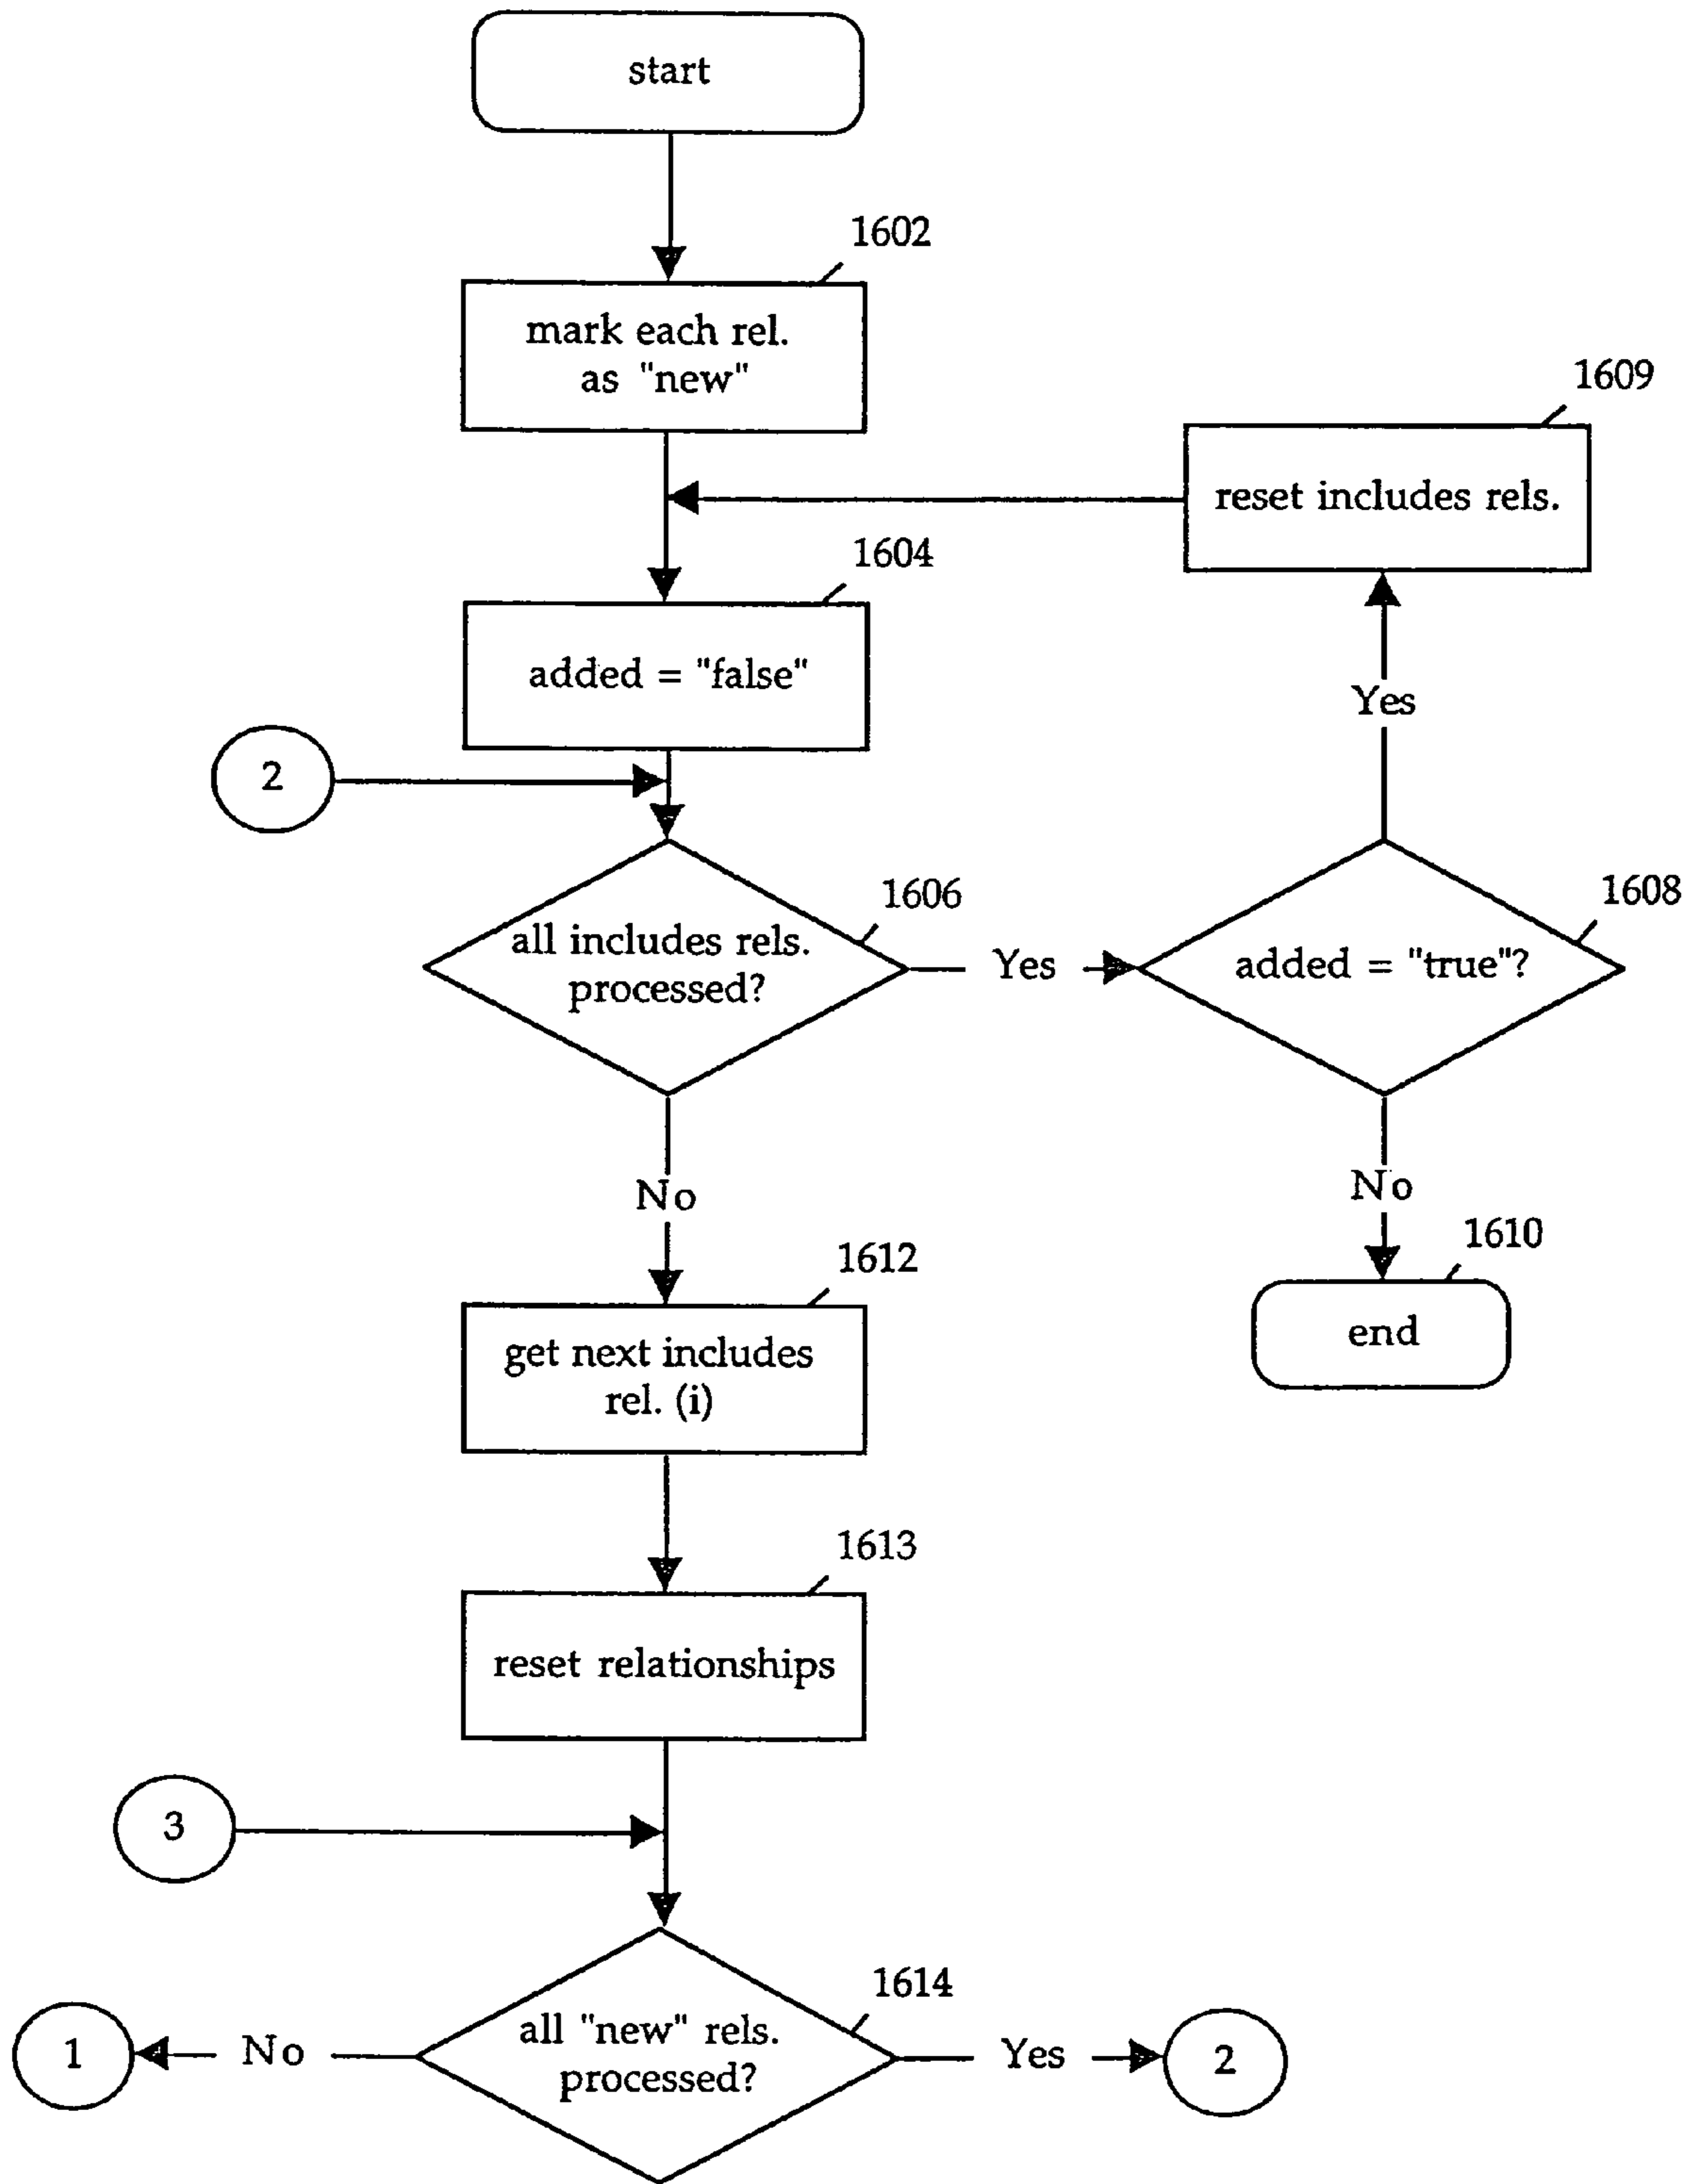 start
1602
mark each rel.
as "new"
1609
reset includes rels.
1604
added = "false"
Yes
2
1606
all includes rels.
processed?
Yes
1608
added = "true"?
No
No
1610
end
1612
get next includes
rel. (i)
1613
reset relationships
3
1614
all "new" rels.
processed?
No
1
Yes
2